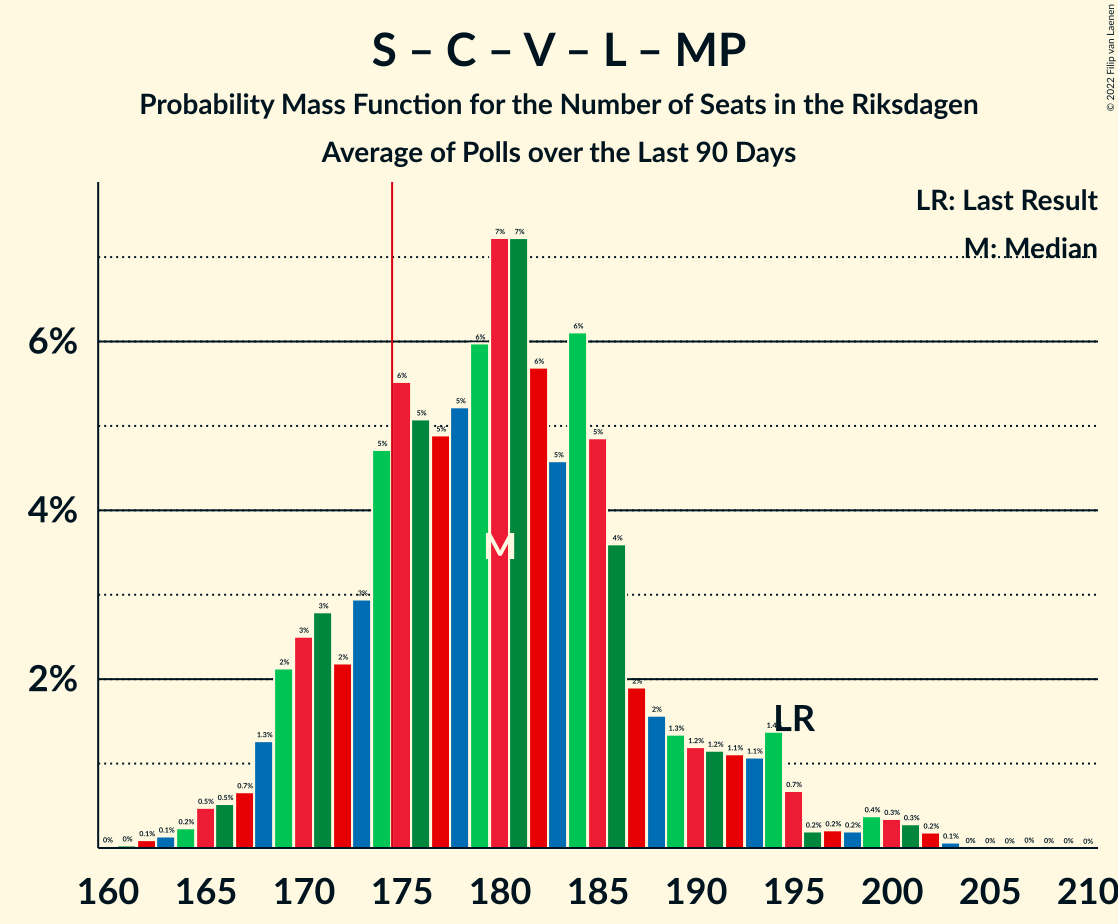 S – C – V – L – MP
Probability Mass Function for the Number of Seats in the Riksdagen
Average of Polls over the Last 90 Days
© 2022 Filip van Laenen
LR: Last Result
M: Median
6%
4%
2%
0% 0% 0.1% 0.1% 0.2% 0.5% 0.5% 0.7% 1.3% 2% 3% 3% 2% 3% 5% 6% 5% 5% 5% 6% 7% 7% 6% 5% 6% 5% 4% 2% 2% 1.3% 1.2% 1.2% 1.1% 1.1% 1.4% 0.7% 0.2% 0.2% 0.2% 0.4% 0.3% 0.3% 0.2% 0.1% 0% 0% 0% 0% 0% 0% 0%
M
LR
160 165 170 175 180 185 190 195 200 205 210